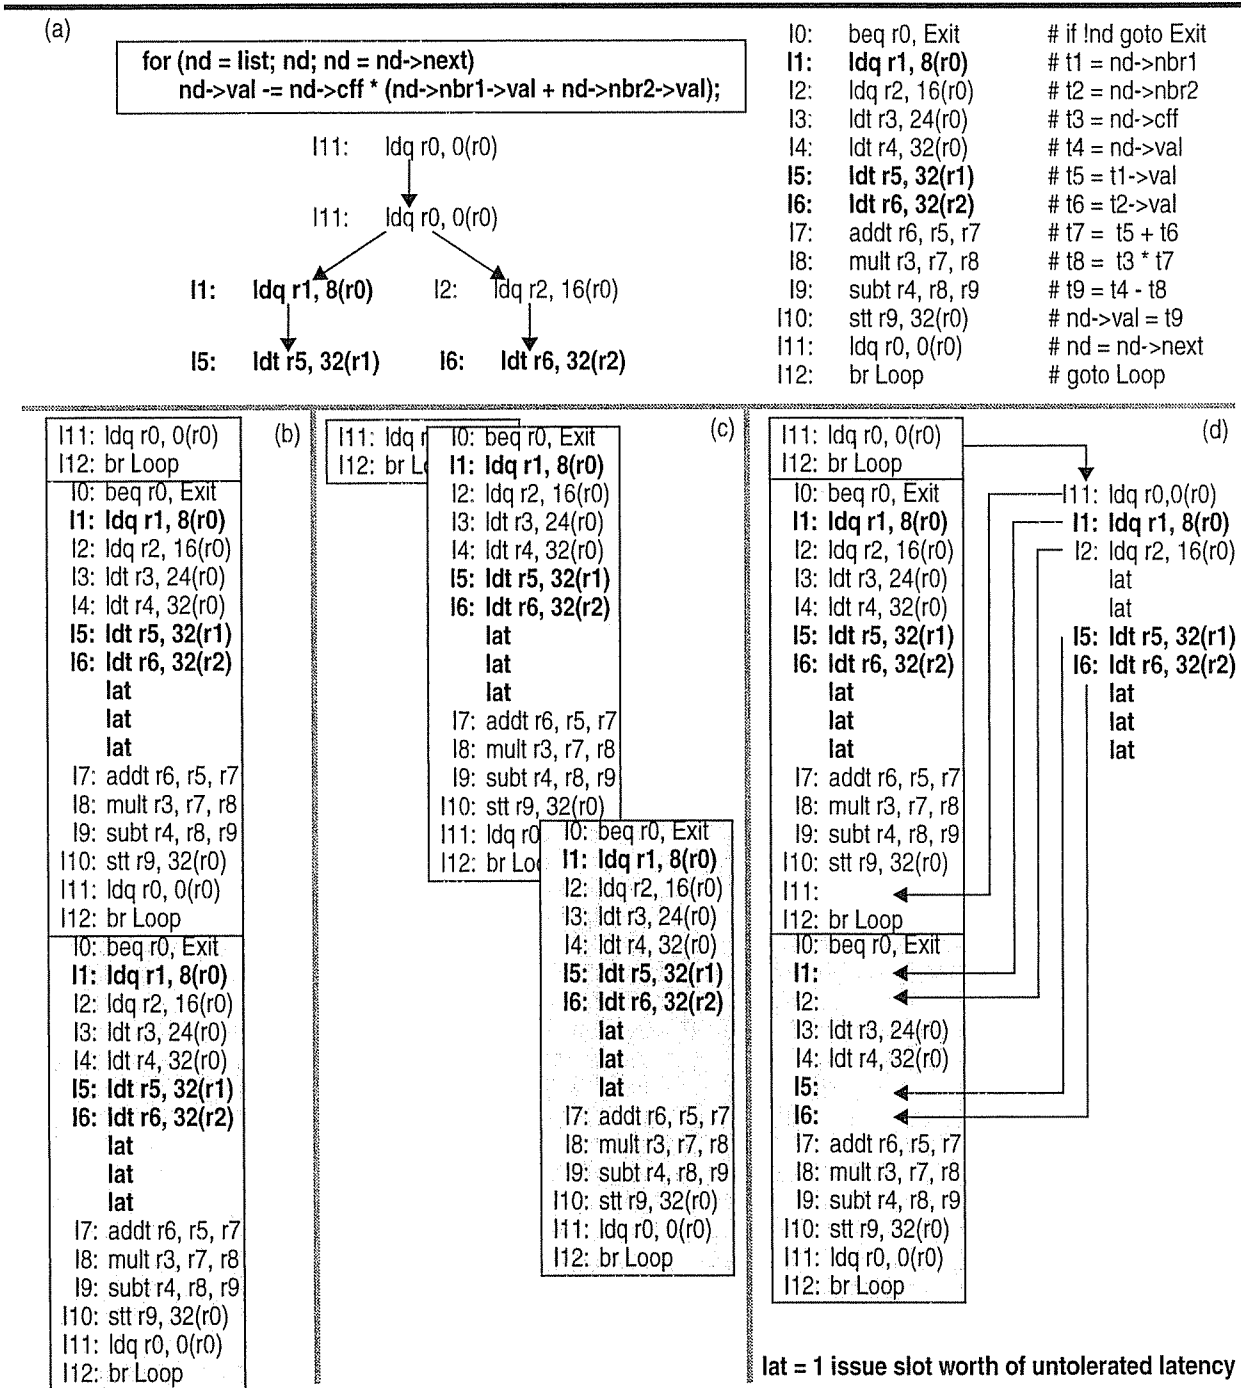 (a)
for (nd = list; nd; nd = nd->next)
nd->val -= nd->cff * (nd->nbr1->val + nd->nbr2->val);
I11: ldq r0, 0(r0)
I11: ldq r0, 0(r0)
I1: ldq r1, 8(r0) I2: ldq r2, 16(r0)
I5: ldt r5, 32(r1) I6: ldt r6, 32(r2)
I0: beq r0, Exit # if !nd goto Exit
I1: ldq r1, 8(r0) # t1 = nd->nbr1
I2: ldq r2, 16(r0) # t2 = nd->nbr2
I3: ldt r3, 24(r0) # t3 = nd->cff
I4: ldt r4, 32(r0) # t4 = nd->val
I5: ldt r5, 32(r1) # t5 = t1->val
I6: ldt r6, 32(r2) # t6 = t2->val
I7: addt r6, r5, r7 # t7 = t5 + t6
I8: mult r3, r7, r8 # t8 = t3 * t7
I9: subt r4, r8, r9 # t9 = t4 - t8
I10: stt r9, 32(r0) # nd->val = t9
I11: ldq r0, 0(r0) # nd = nd->next
I12: br Loop # goto Loop
(b)
I11: ldq r0, 0(r0)
I12: br Loop
I0: beq r0, Exit
I1: ldq r1, 8(r0)
I2: ldq r2, 16(r0)
I3: ldt r3, 24(r0)
I4: ldt r4, 32(r0)
I5: ldt r5, 32(r1)
I6: ldt r6, 32(r2)
lat
lat
lat
I7: addt r6, r5, r7
I8: mult r3, r7, r8
I9: subt r4, r8, r9
I10: stt r9, 32(r0)
I11: ldq r0, 0(r0)
I12: br Loop
I0: beq r0, Exit
I1: ldq r1, 8(r0)
I2: ldq r2, 16(r0)
I3: ldt r3, 24(r0)
I4: ldt r4, 32(r0)
I5: ldt r5, 32(r1)
I6: ldt r6, 32(r2)
lat
lat
lat
I7: addt r6, r5, r7
I8: mult r3, r7, r8
I9: subt r4, r8, r9
I10: stt r9, 32(r0)
I11: ldq r0, 0(r0)
I12: br Loop
(c)
I11: ldq r
I12: br L
I0: beq r0, Exit
I1: ldq r1, 8(r0)
I2: ldq r2, 16(r0)
I3: ldt r3, 24(r0)
I4: ldt r4, 32(r0)
I5: ldt r5, 32(r1)
I6: ldt r6, 32(r2)
lat
lat
lat
I7: addt r6, r5, r7
I8: mult r3, r7, r8
I9: subt r4, r8, r9
I10: stt r9, 32(r0)
I11: ldq r0
I12: br Loo
I0: beq r0, Exit
I1: ldq r1, 8(r0)
I2: ldq r2, 16(r0)
I3: ldt r3, 24(r0)
I4: ldt r4, 32(r0)
I5: ldt r5, 32(r1)
I6: ldt r6, 32(r2)
lat
lat
lat
I7: addt r6, r5, r7
I8: mult r3, r7, r8
I9: subt r4, r8, r9
I10: stt r9, 32(r0)
I11: ldq r0, 0(r0)
I12: br Loop
(d)
I11: ldq r0, 0(r0)
I12: br Loop
I0: beq r0, Exit
I1: ldq r1, 8(r0)
I2: ldq r2, 16(r0)
I3: ldt r3, 24(r0)
I4: ldt r4, 32(r0)
I5: ldt r5, 32(r1)
I6: ldt r6, 32(r2)
lat
lat
lat
I7: addt r6, r5, r7
I8: mult r3, r7, r8
I9: subt r4, r8, r9
I10: stt r9, 32(r0)
I11:
I12: br Loop
I0: beq r0, Exit
I1:
I2:
I3: ldt r3, 24(r0)
I4: ldt r4, 32(r0)
I5:
I6:
I7: addt r6, r5, r7
I8: mult r3, r7, r8
I9: subt r4, r8, r9
I10: stt r9, 32(r0)
I11: ldq r0, 0(r0)
I12: br Loop
I11: ldq r0,0(r0)
I1: ldq r1, 8(r0)
I2: ldq r2, 16(r0)
lat
lat
I5: ldt r5, 32(r1)
I6: ldt r6, 32(r2)
lat
lat
lat
lat = 1 issue slot worth of untolerated latency